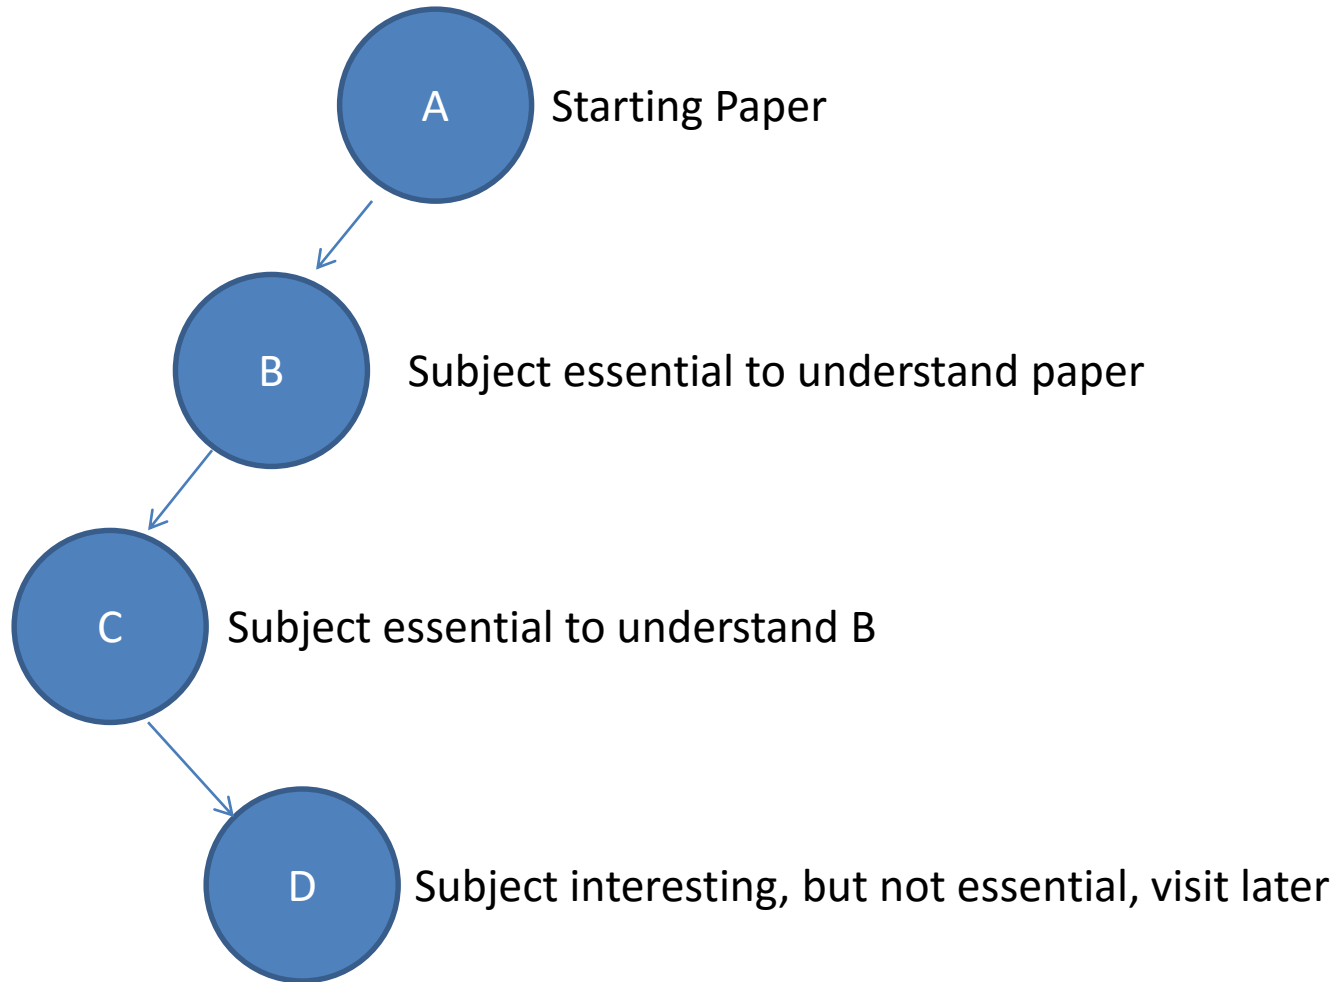 A Starting Paper
B Subject essential to understand paper
C Subject essential to understand B
D Subject interesting, but not essential, visit later